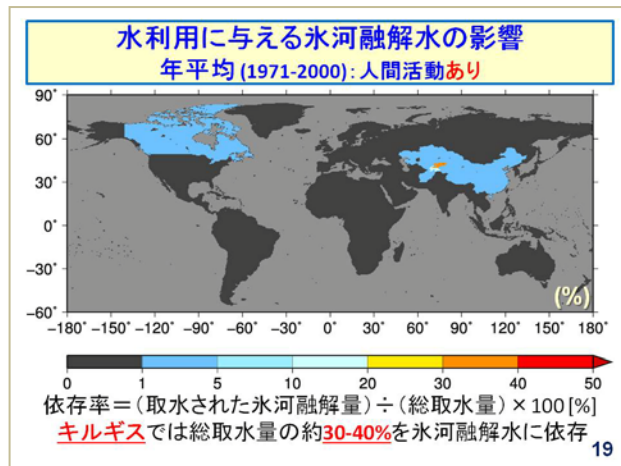 水利用に与える氷河融解水の影響
年平均 (1971-2000): 人間活動あり
90°
60°
30°
0°
−30°
−60°
(%)
−180° −150° −120° −90° −60° −30° 0° 30° 60° 90° 120° 150° 180°
0 1 5 10 20 30 40 50
依存率＝(取水された氷河融解量)÷(総取水量)×100 [%]
キルギスでは総取水量の約30-40%を氷河融解水に依存
19